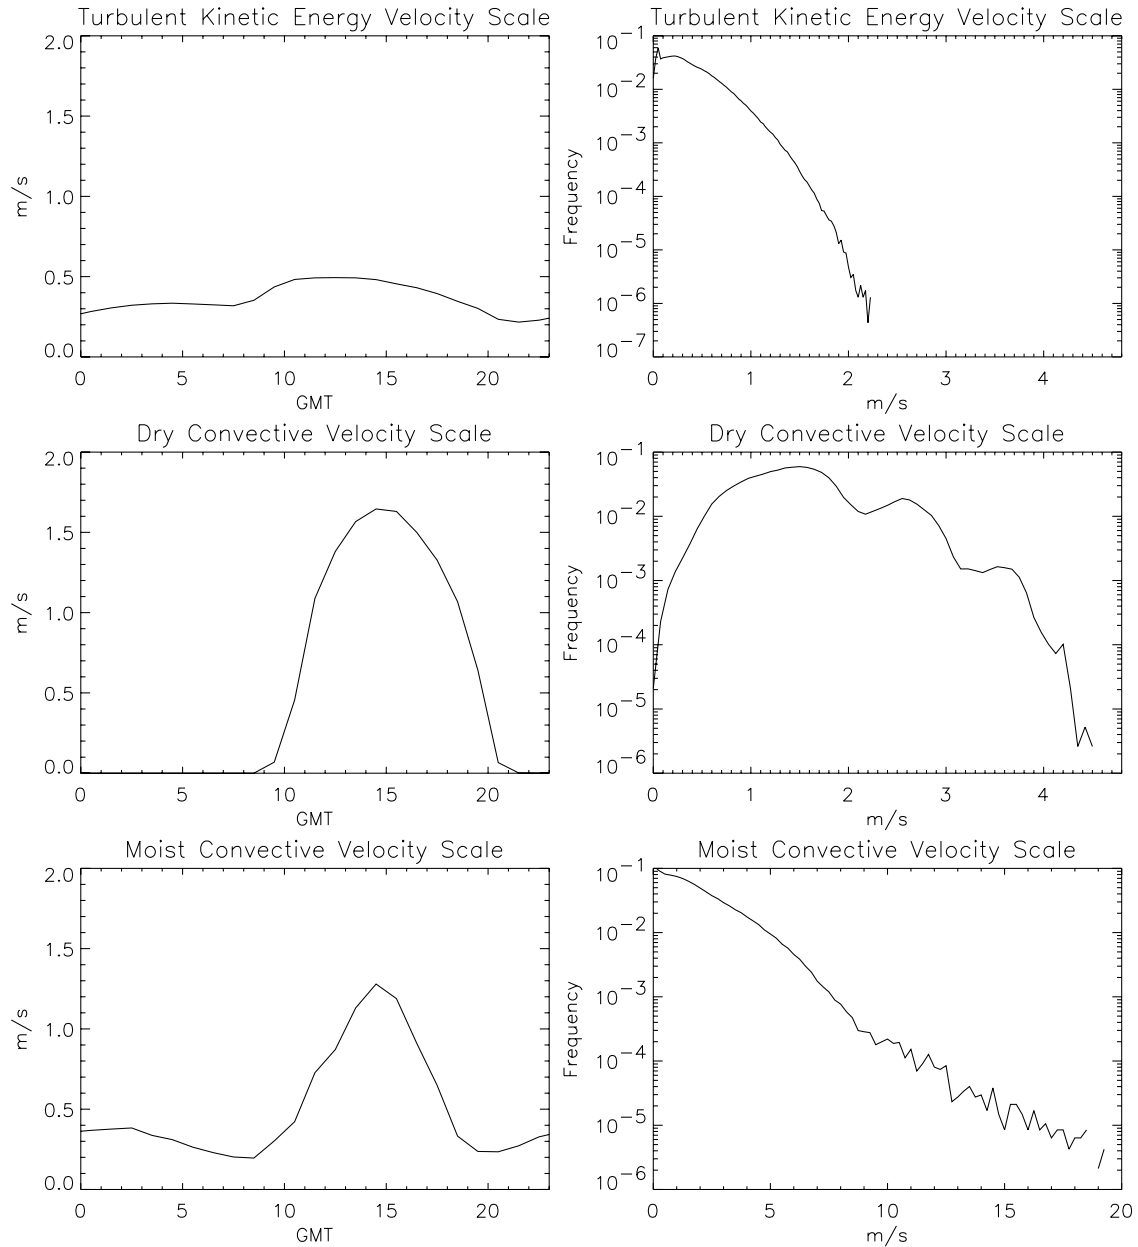 Turbulent Kinetic Energy Velocity Scale
2.0
1.5
1.0
0.5
0.0
m/s
0 5 10 15 20
GMT
Turbulent Kinetic Energy Velocity Scale
10−1
10−2
10−3
10−4
10−5
10−6
10−7
Frequency
0 1 2 3 4
m/s
Dry Convective Velocity Scale
2.0
1.5
1.0
0.5
0.0
m/s
0 5 10 15 20
GMT
Dry Convective Velocity Scale
10−1
10−2
10−3
10−4
10−5
10−6
Frequency
0 1 2 3 4
m/s
Moist Convective Velocity Scale
2.0
1.5
1.0
0.5
0.0
m/s
0 5 10 15 20
GMT
Moist Convective Velocity Scale
10−1
10−2
10−3
10−4
10−5
10−6
Frequency
0 5 10 15 20
m/s